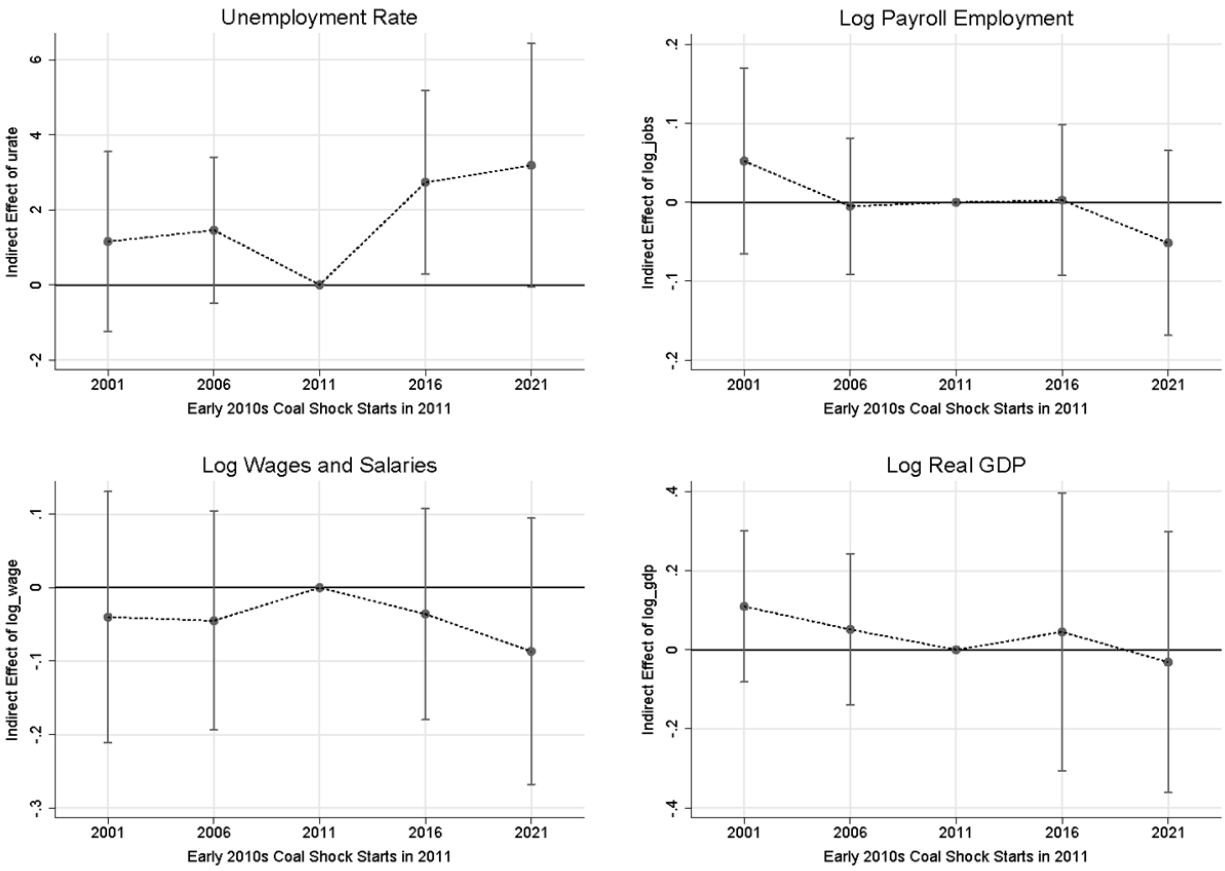 Unemployment Rate
Indirect Effect of urate
6
4
2
0
-2
2001 2006 2011 2016 2021
Early 2010s Coal Shock Starts in 2011
Log Payroll Employment
Indirect Effect of log_jobs
.2
.1
0
-.1
-.2
2001 2006 2011 2016 2021
Early 2010s Coal Shock Starts in 2011
Log Wages and Salaries
Indirect Effect of log_wage
.1
0
-.1
-.2
-.3
2001 2006 2011 2016 2021
Early 2010s Coal Shock Starts in 2011
Log Real GDP
Indirect Effect of log_gdp
.4
.2
0
-.2
-.4
2001 2006 2011 2016 2021
Early 2010s Coal Shock Starts in 2011